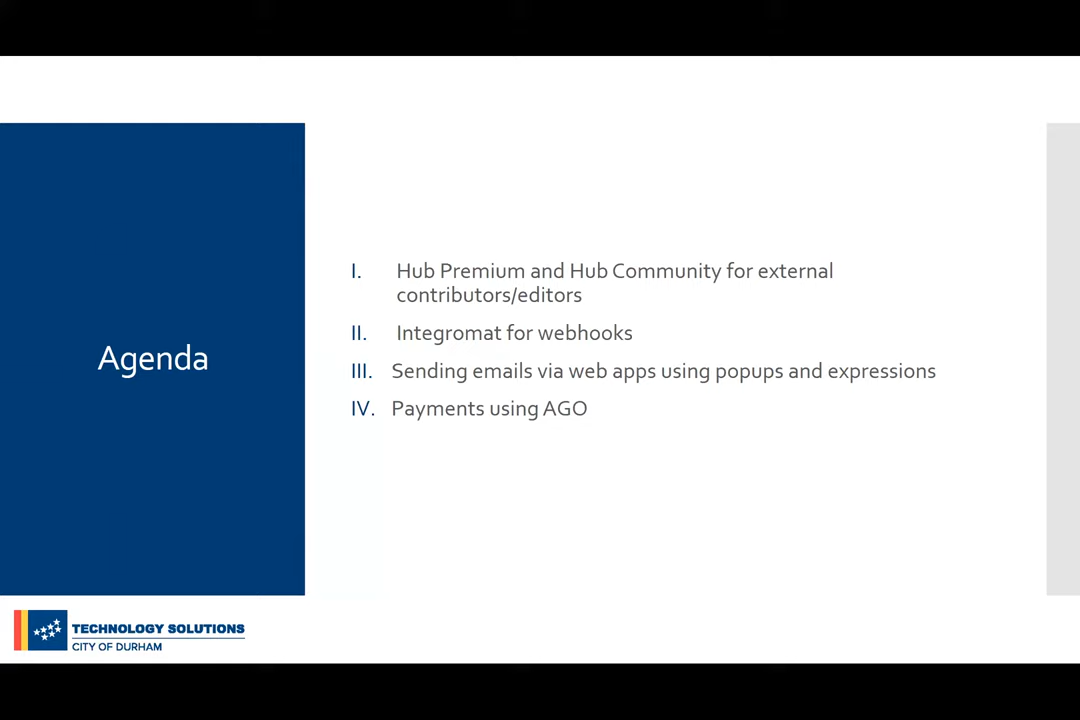 Agenda
I. Hub Premium and Hub Community for external
contributors/editors
II. Integromat for webhooks
III. Sending emails via web apps using popups and expressions
IV. Payments using AGO
TECHNOLOGY SOLUTIONS
CITY OF DURHAM